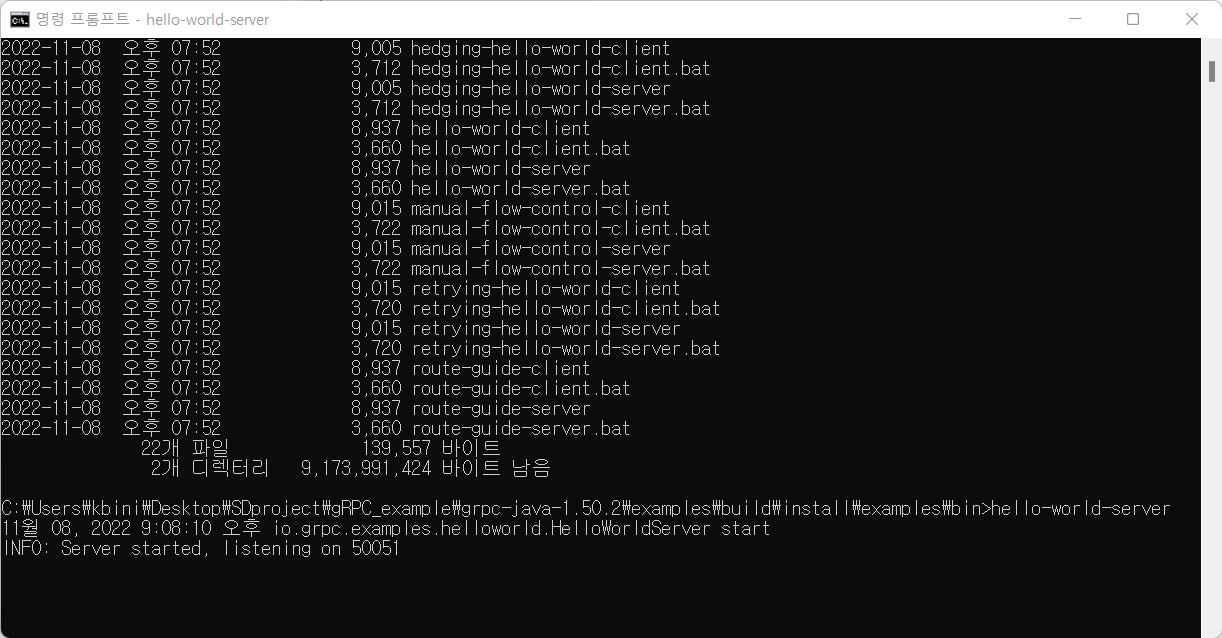 명령 프롬프트 - hello-world-server
2022-11-08 오후 07:52 9,005 hedging-hello-world-client
2022-11-08 오후 07:52 3,712 hedging-hello-world-client.bat
2022-11-08 오후 07:52 9,005 hedging-hello-world-server
2022-11-08 오후 07:52 3,712 hedging-hello-world-server.bat
2022-11-08 오후 07:52 8,937 hello-world-client
2022-11-08 오후 07:52 3,660 hello-world-client.bat
2022-11-08 오후 07:52 8,937 hello-world-server
2022-11-08 오후 07:52 3,660 hello-world-server.bat
2022-11-08 오후 07:52 9,015 manual-flow-control-client
2022-11-08 오후 07:52 3,722 manual-flow-control-client.bat
2022-11-08 오후 07:52 9,015 manual-flow-control-server
2022-11-08 오후 07:52 3,722 manual-flow-control-server.bat
2022-11-08 오후 07:52 9,015 retrying-hello-world-client
2022-11-08 오후 07:52 3,720 retrying-hello-world-client.bat
2022-11-08 오후 07:52 9,015 retrying-hello-world-server
2022-11-08 오후 07:52 3,720 retrying-hello-world-server.bat
2022-11-08 오후 07:52 8,937 route-guide-client
2022-11-08 오후 07:52 3,660 route-guide-client.bat
2022-11-08 오후 07:52 8,937 route-guide-server
2022-11-08 오후 07:52 3,660 route-guide-server.bat
22개 파일 139,557 바이트
2개 디렉터리 9,173,991,424 바이트 남음
C:₩Users₩kbini₩Desktop₩SDproject₩gRPC_example₩grpc-java-1.50.2₩examples₩build₩install₩examples₩bin>hello-world-server
11월 08, 2022 9:08:10 오후 io.grpc.examples.helloworld.HelloWorldServer start
INFO: Server started, listening on 50051